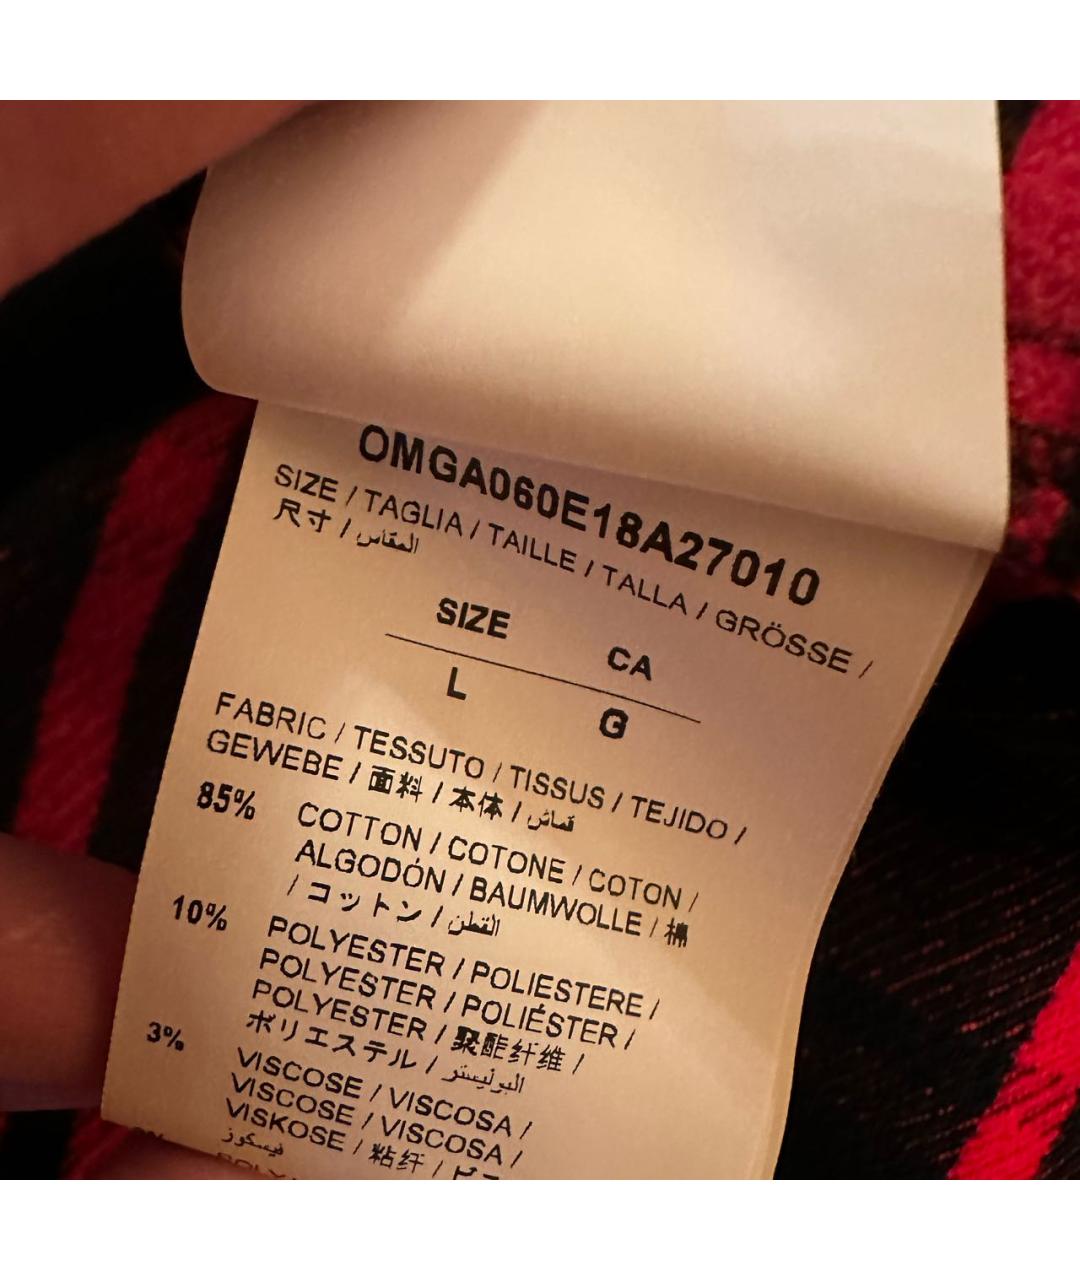 OMGA060E18A27010
SIZE / TAGLIA / TAILLE / TALLA / GRÖSSE /
尺寸 / المقاس
SIZE CA
L G
FABRIC / TESSUTO / TISSUS / TEJIDO /
GEWEBE / 面料 / 本体 / قماش
85% COTTON / COTONE / COTON /
ALGODÓN / BAUMWOLLE / 棉
/ コットン / القطن
10% POLYESTER / POLIESTERE /
POLYESTER / POLIÉSTER /
POLYESTER / 聚酯纤维 /
ポリエステル / البوليستر
3% VISCOSE / VISCOSA /
VISCOSE / VISCOSA /
VISKOSE / 粘纤 /
فيسكوز